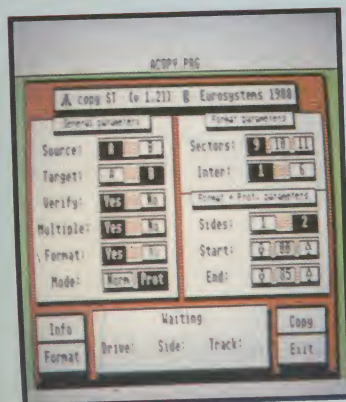 ACOPY PRG
A copy ST (v 1.21) © Eurosystems 1988
General parameters
Source: A B
Target: A B
Verify: Yes No
Multiple: Yes No
Format: Yes No
Mode: Norm Prot
Format parameters
Sectors: 9 10 11
Inter: 1 6
Format + Prot. parameters
Sides: 1 2
Start: 00
End: 85
Info
Format
Waiting
Drive: Side: Track:
Copy
Exit